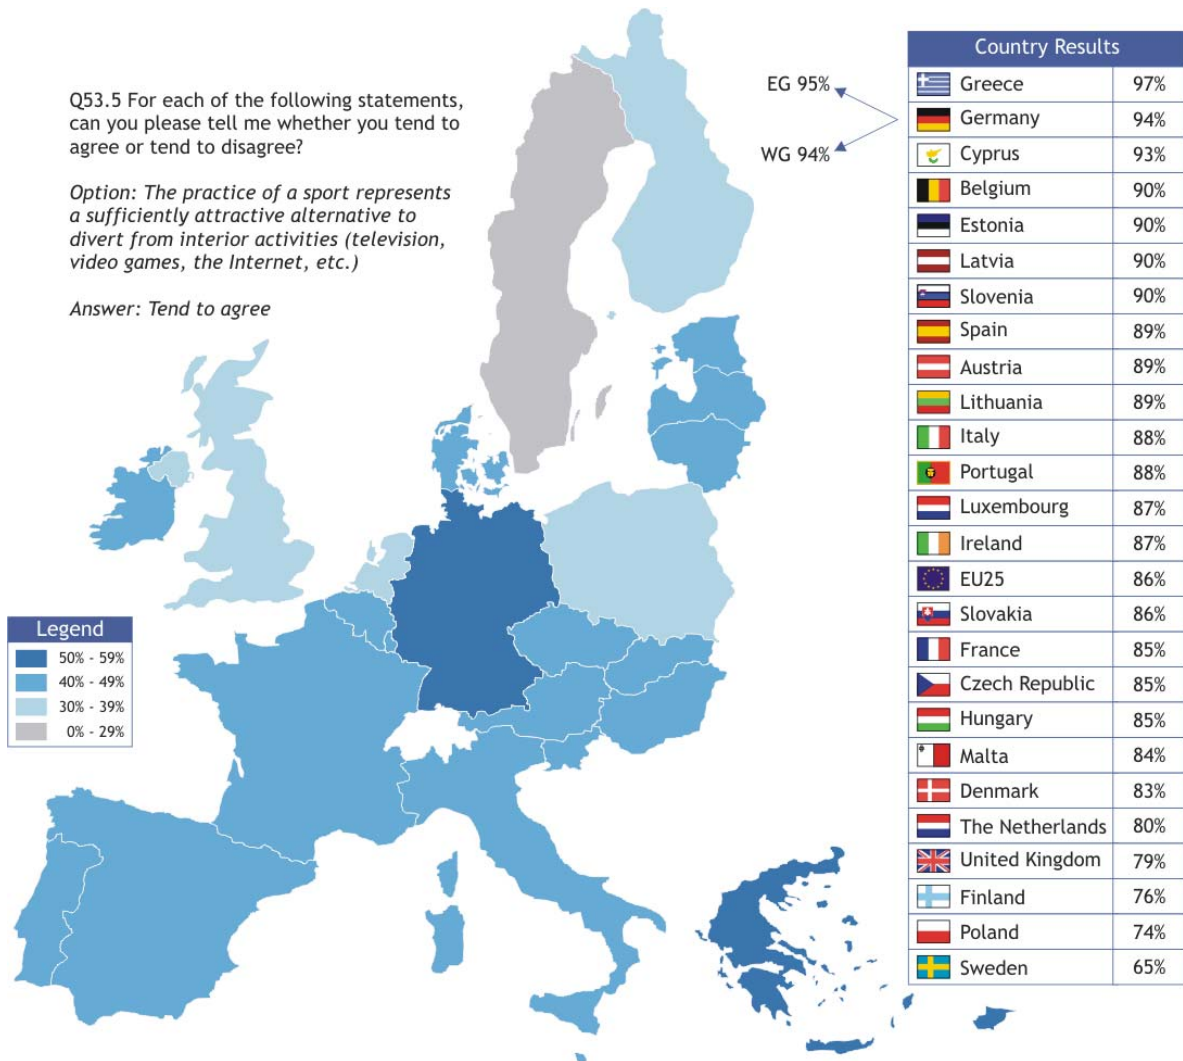 Q53.5 For each of the following statements,
can you please tell me whether you tend to
agree or tend to disagree?
Option: The practice of a sport represents
a sufficiently attractive alternative to
divert from interior activities (television,
video games, the Internet, etc.)
Answer: Tend to agree
EG 95%
WG 94%
Legend
50% - 59%
40% - 49%
30% - 39%
0% - 29%
Country Results
Greece 97%
Germany 94%
Cyprus 93%
Belgium 90%
Estonia 90%
Latvia 90%
Slovenia 90%
Spain 89%
Austria 89%
Lithuania 89%
Italy 88%
Portugal 88%
Luxembourg 87%
Ireland 87%
EU25 86%
Slovakia 86%
France 85%
Czech Republic 85%
Hungary 85%
Malta 84%
Denmark 83%
The Netherlands 80%
United Kingdom 79%
Finland 76%
Poland 74%
Sweden 65%